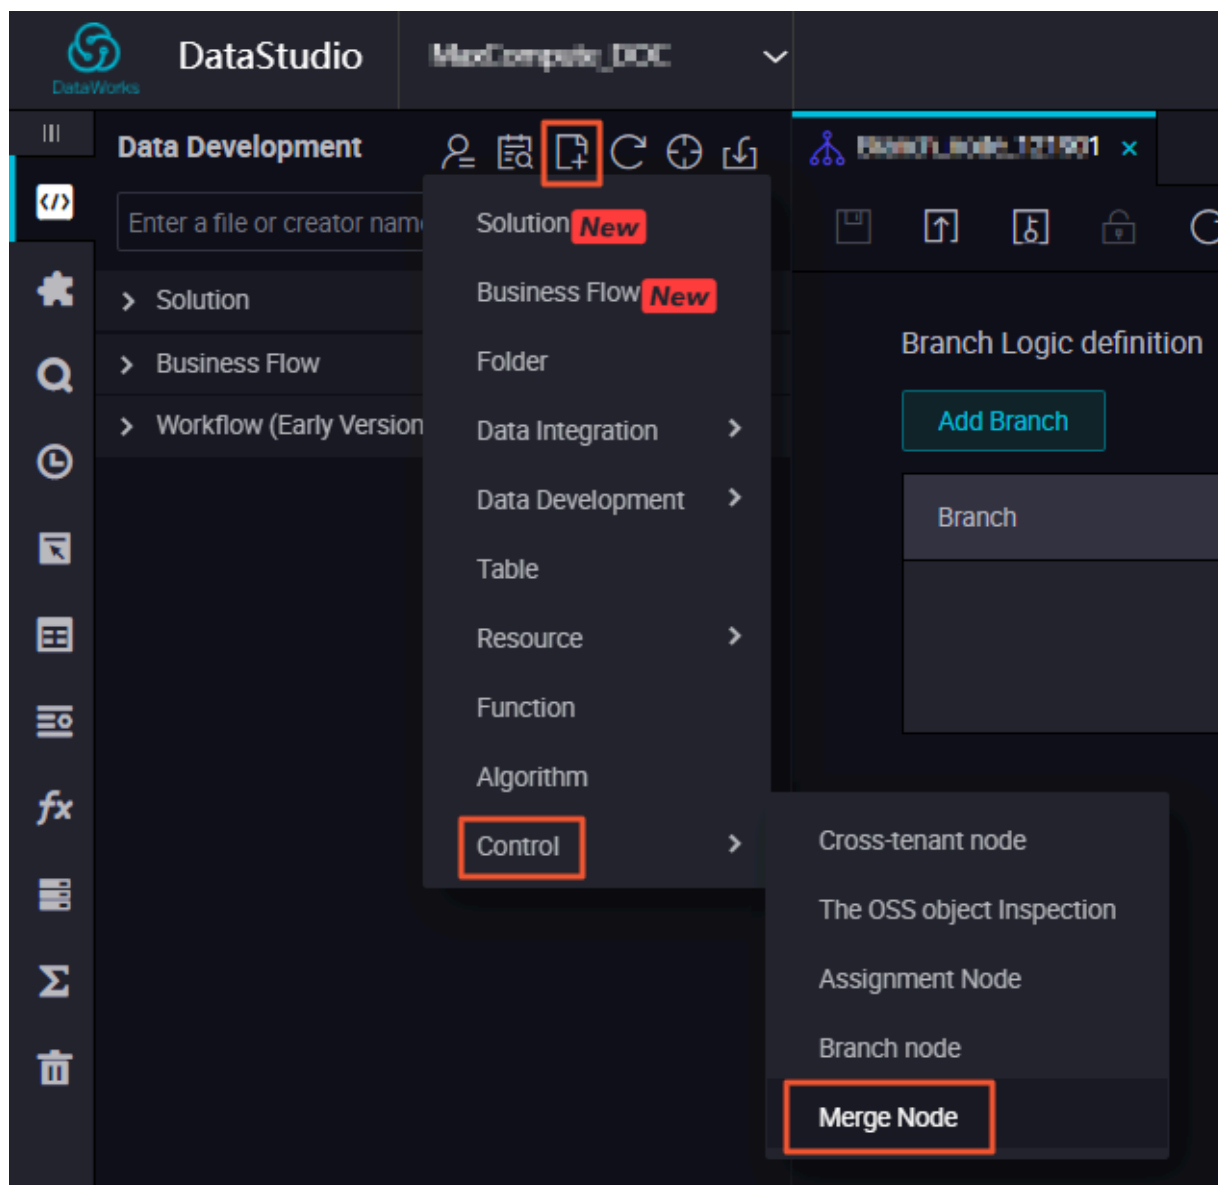 DataWorks
DataStudio
Data Development
Enter a file or creator nam
Solution
Business Flow
Workflow (Early Version
Solution New
Business Flow New
Folder
Data Integration
Data Development
Table
Resource
Function
Algorithm
Control
Cross-tenant node
The OSS object Inspection
Assignment Node
Branch node
Merge Node
Branch Logic definition
Add Branch
Branch